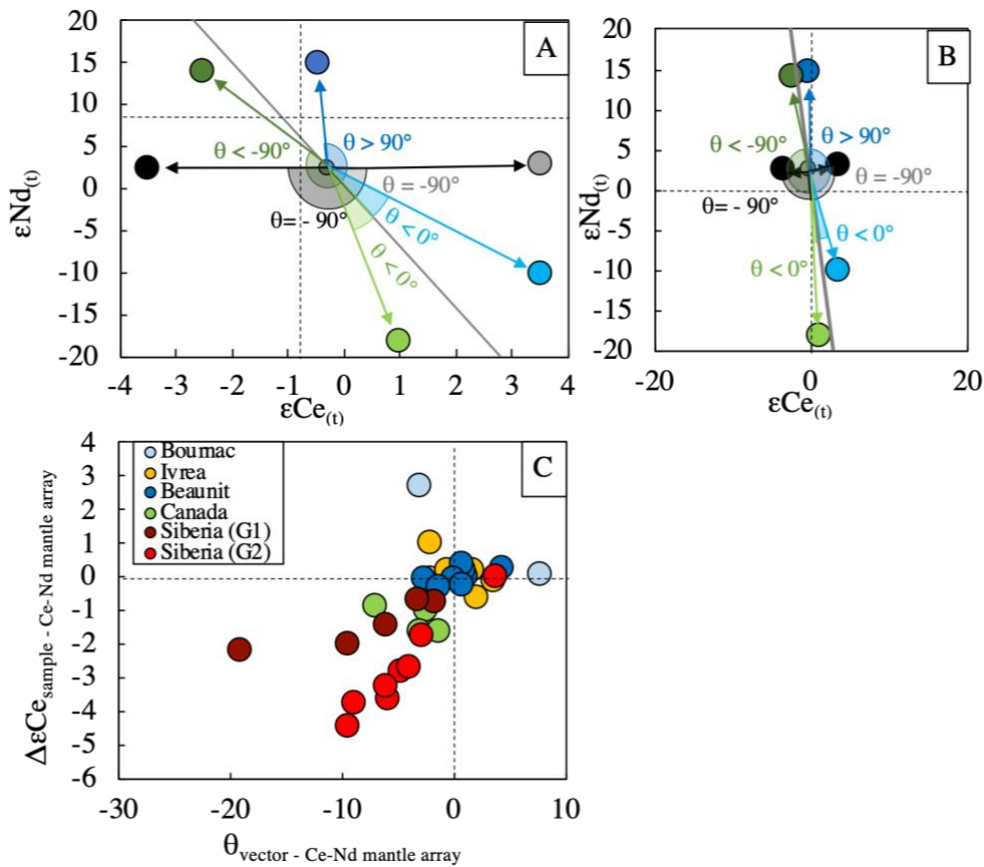 20
15
10
5
0
-5
-10
-15
-20
εNd(t)
A
θ < -90°
θ > 90°
θ = -90°
θ= - 90°
θ < 0°
θ < 0°
-4 -3 -2 -1 0 1 2 3 4
εCe(t)
20
15
10
5
0
-5
-10
-15
-20
εNd(t)
B
θ < -90°
θ > 90°
θ = -90°
θ= - 90°
θ < 0°
θ < 0°
-20 0 20
εCe(t)
4
3
2
1
0
-1
-2
-3
-4
-5
-6
ΔεCesample - Ce-Nd mantle array
C
Bournac
Ivrea
Beaunit
Canada
Siberia (G1)
Siberia (G2)
-30 -20 -10 0 10
θvector - Ce-Nd mantle array